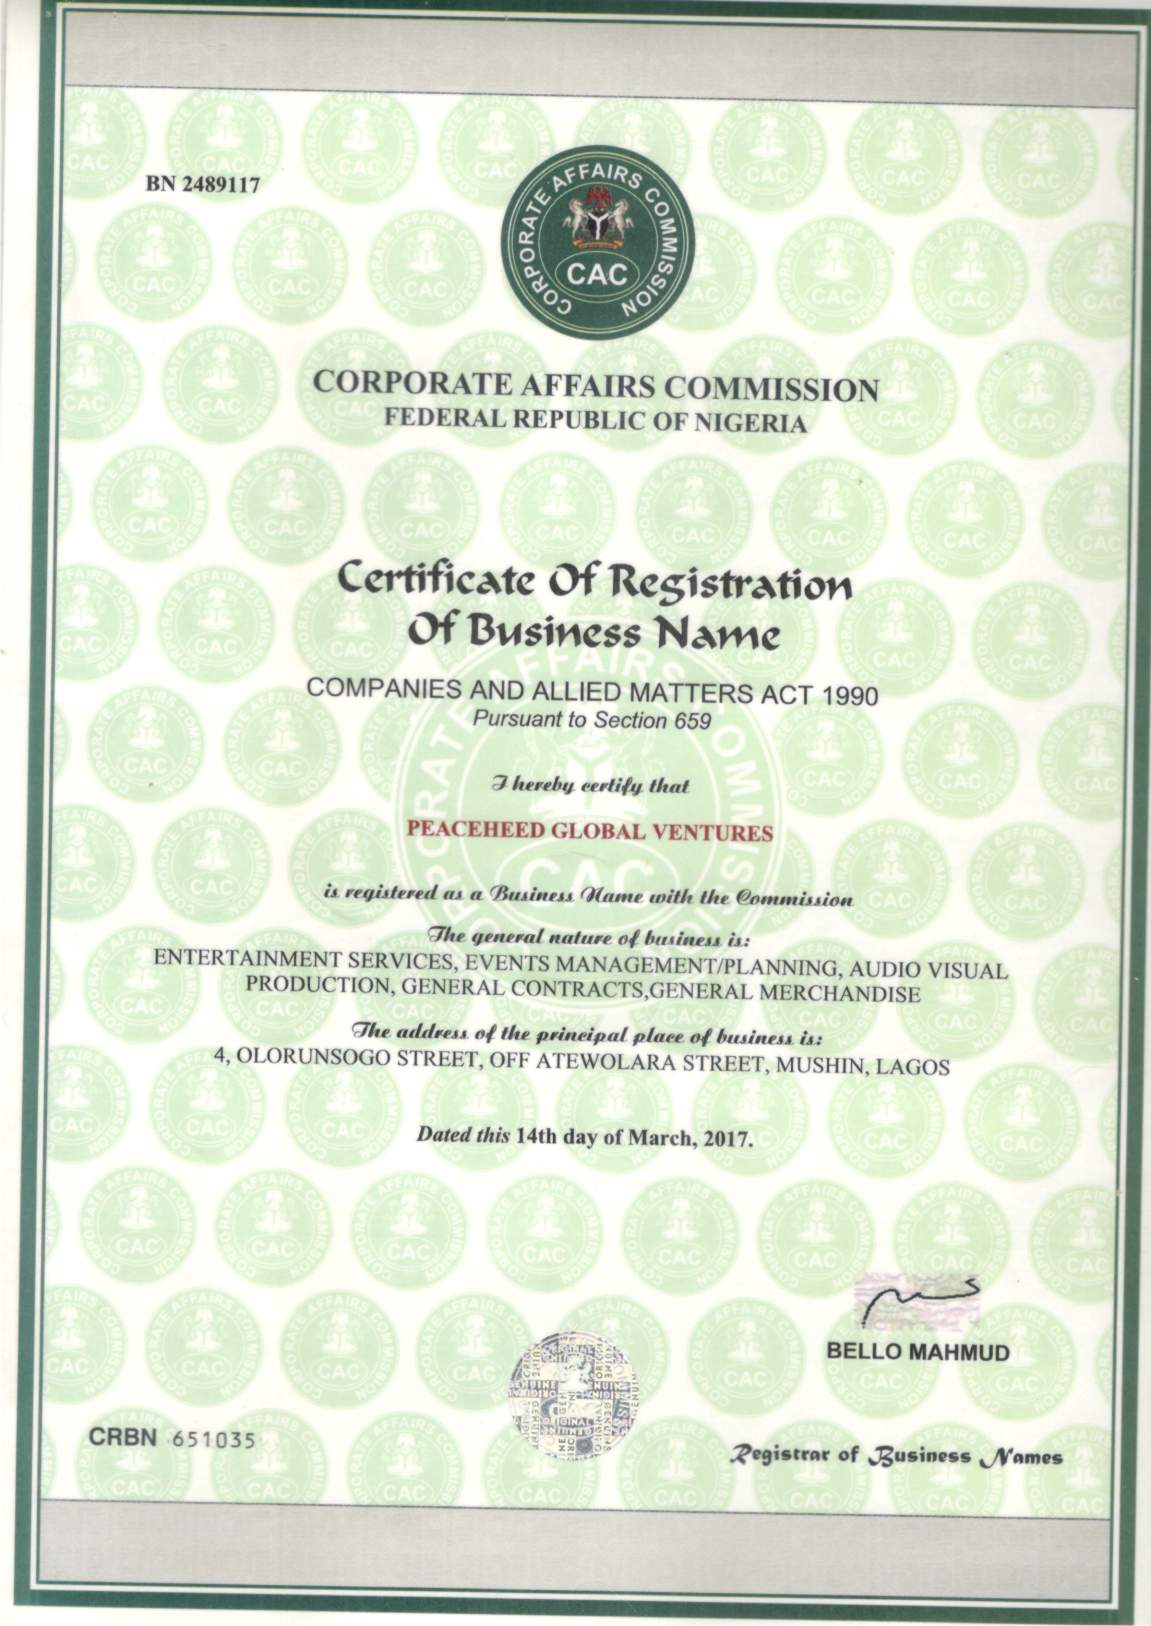 BN 2489117
CORPORATE AFFAIRS COMMISSION
CAC
CORPORATE AFFAIRS COMMISSION
FEDERAL REPUBLIC OF NIGERIA
Certificate Of Registration
Of Business Name
COMPANIES AND ALLIED MATTERS ACT 1990
Pursuant to Section 659
I hereby certify that
PEACEHEED GLOBAL VENTURES
is registered as a Business Name with the Commission
The general nature of business is:
ENTERTAINMENT SERVICES, EVENTS MANAGEMENT/PLANNING, AUDIO VISUAL
PRODUCTION, GENERAL CONTRACTS,GENERAL MERCHANDISE
The address of the principal place of business is:
4, OLORUNSOGO STREET, OFF ATEWOLARA STREET, MUSHIN, LAGOS
Dated this 14th day of March, 2017.
BELLO MAHMUD
CRBN 651035
Registrar of Business Names